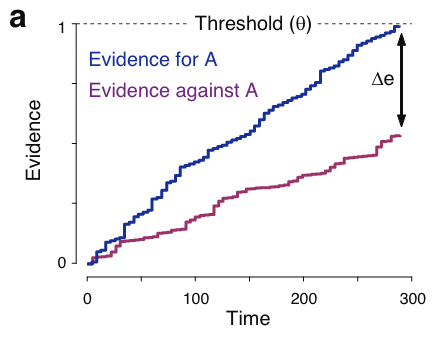 a
Threshold (θ)
1
Evidence for A
Evidence against A
Δe
Evidence
0
0 100 200 300
Time